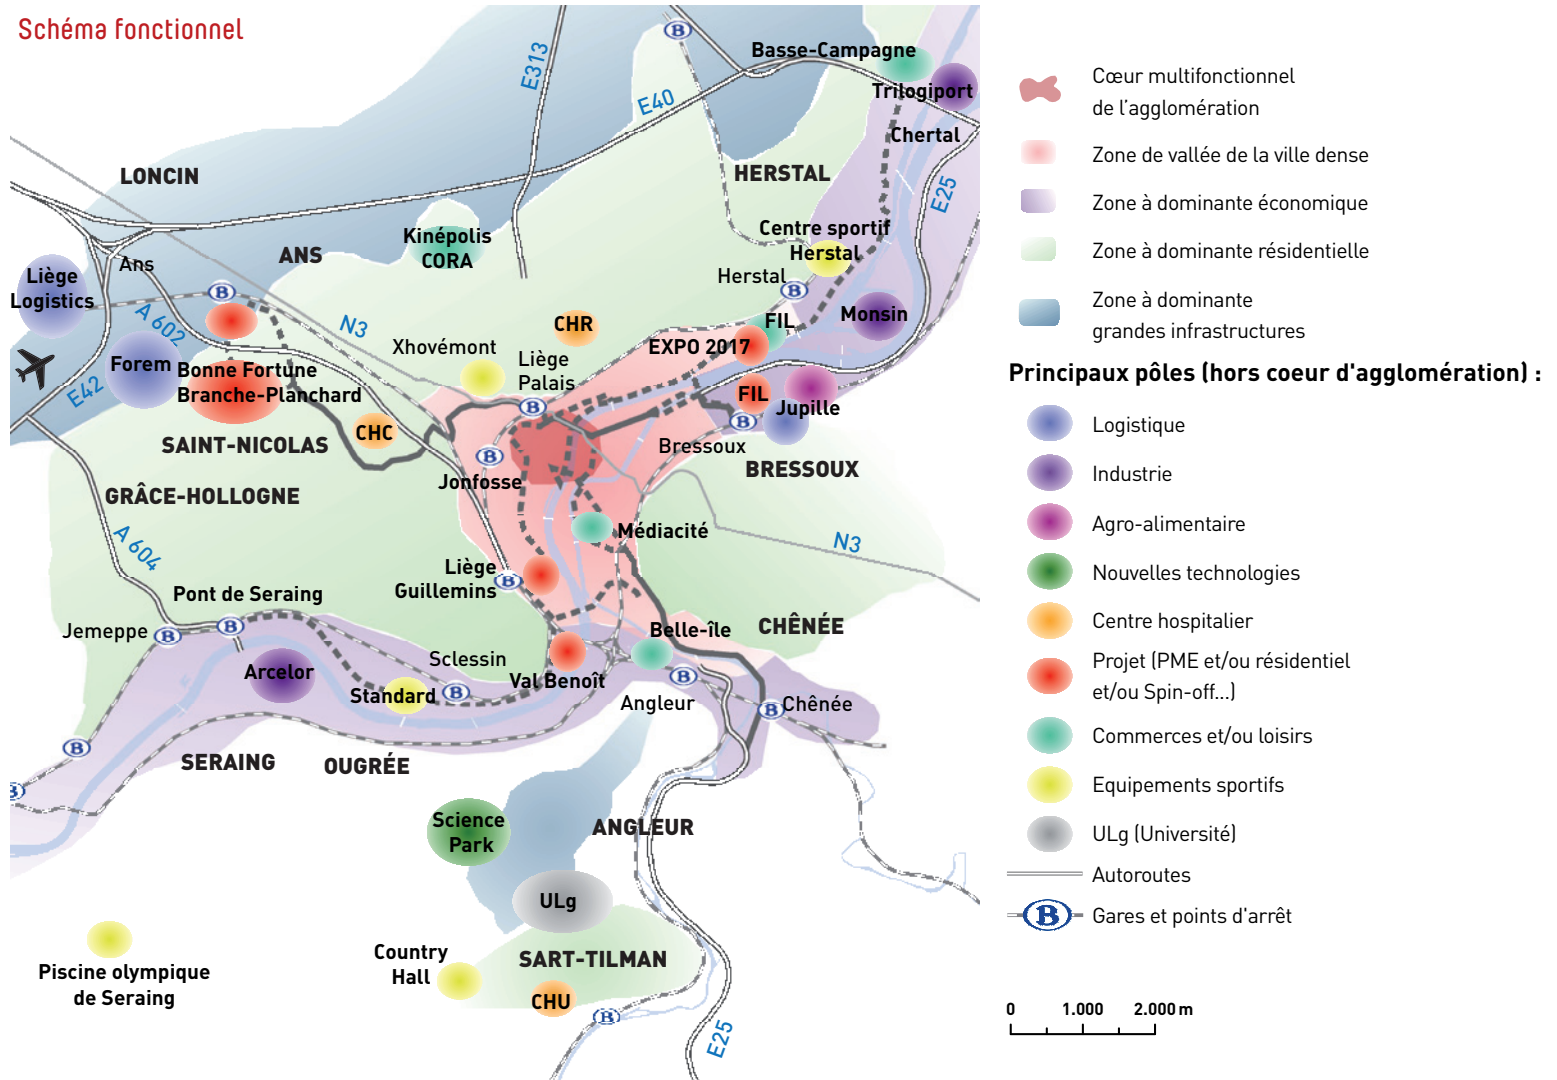 Schéma fonctionnel
B
E313
Basse-Campagne
Trilogiport
E40
Chertal
LONCIN
HERSTAL
E25
Centre sportif
Herstal
Kinépolis
CORA
ANS
Ans
Liège
Logistics
Herstal
B
B
A 602
N3
FIL
Monsin
CHR
Xhovémont
Liège
Palais
EXPO 2017
Forem
Bonne Fortune
Branche-Planchard
E42
FIL
Jupille
B
B
CHC
SAINT-NICOLAS
Bressoux
B
BRESSOUX
Jonfosse
GRÂCE-HOLLOGNE
Médiacité
A 604
N3
Liège
Guillemins
B
Pont de Seraing
B
Jemeppe
B
Belle-île
CHÊNÉE
Sclessin
Arcelor
Val Benoît
B
Standard
B
Angleur
B
Chênée
B
SERAING
OUGRÉE
B
Science
Park
ANGLEUR
ULg
Country
Hall
SART-TILMAN
Piscine olympique
de Seraing
CHU
B
E25
Cœur multifonctionnel
de l'agglomération
Zone de vallée de la ville dense
Zone à dominante économique
Zone à dominante résidentielle
Zone à dominante
grandes infrastructures
Principaux pôles (hors coeur d'agglomération) :
Logistique
Industrie
Agro-alimentaire
Nouvelles technologies
Centre hospitalier
Projet (PME et/ou résidentiel
et/ou Spin-off...)
Commerces et/ou loisirs
Equipements sportifs
ULg (Université)
Autoroutes
B
Gares et points d'arrêt
0 1.000 2.000 m